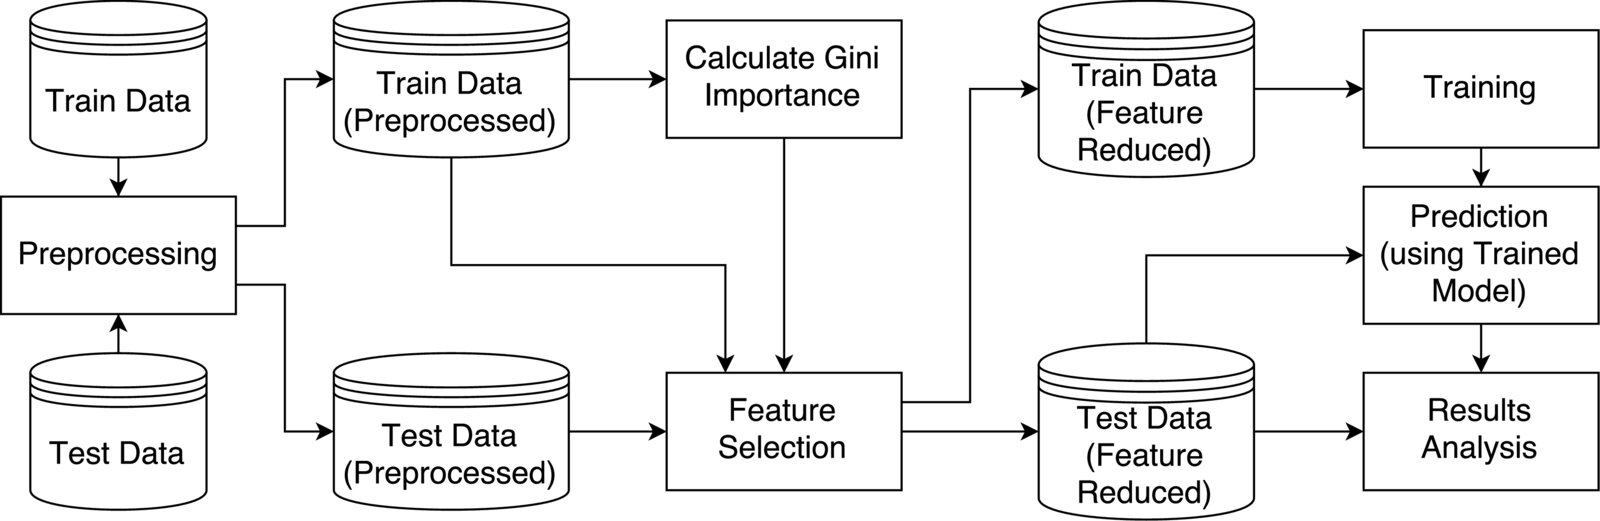 Train Data
Preprocessing
Test Data
Train Data
(Preprocessed)
Test Data
(Preprocessed)
Calculate Gini
Importance
Feature
Selection
Train Data
(Feature
Reduced)
Test Data
(Feature
Reduced)
Training
Prediction
(using Trained
Model)
Results
Analysis